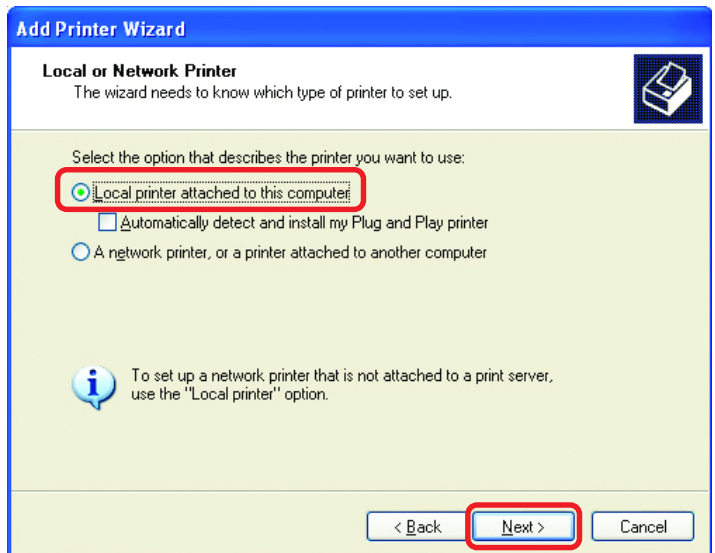 Add Printer Wizard
Local or Network Printer
The wizard needs to know which type of printer to set up.
Select the option that describes the printer you want to use:
Local printer attached to this computer
Automatically detect and install my Plug and Play printer
A network printer, or a printer attached to another computer
To set up a network printer that is not attached to a print server,
use the "Local printer" option.
< Back Next > Cancel